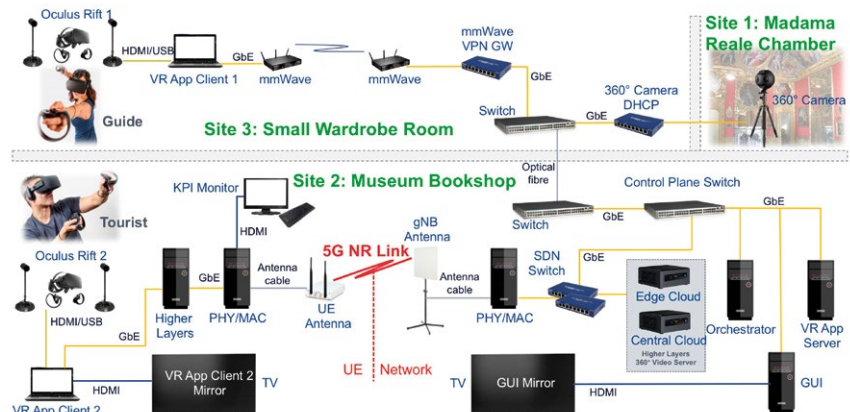 Oculus Rift 1
HDMI/USB
GbE
VR App Client 1
mmWave
mmWave
mmWave
VPN GW
GbE
Switch
GbE
360° Camera
DHCP
Site 1: Madama
Reale Chamber
360° Camera
Guide
Site 3: Small Wardrobe Room
Optical
fibre
Site 2: Museum Bookshop
Tourist
KPI Monitor
HDMI
Control Plane Switch
Switch
GbE
gNB
Antenna
5G NR Link
SDN
Switch
GbE
Oculus Rift 2
HDMI/USB
GbE
Higher
Layers
GbE
PHY/MAC
Antenna
cable
UE
Antenna
Antenna
cable
PHY/MAC
Edge Cloud
Central Cloud
Higher Layers
360° Video Server
Orchestrator
VR App
Server
UE
Network
VR App Client 2
HDMI
VR App Client 2
Mirror
TV
TV
GUI Mirror
HDMI
GUI